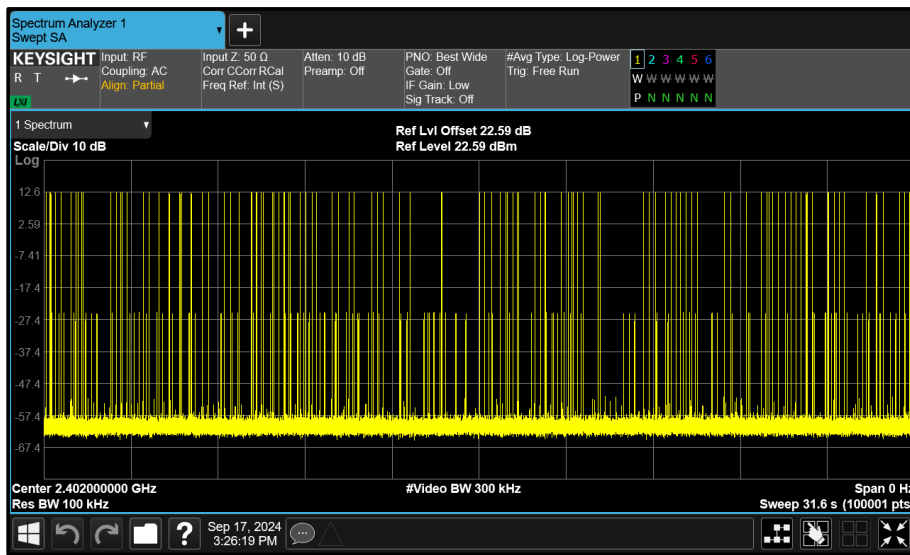 Spectrum Analyzer 1
Swept SA
KEYSIGHT
R T
LXI
Input: RF
Coupling: AC
Align: Partial
Input Z: 50 Ω
Corr CCorr RCal
Freq Ref: Int (S)
Atten: 10 dB
Preamp: Off
PNO: Best Wide
Gate: Off
IF Gain: Low
Sig Track: Off
#Avg Type: Log-Power
Trig: Free Run
1 2 3 4 5 6
W W W W W W
P N N N N N
1 Spectrum
Scale/Div 10 dB
Ref Lvl Offset 22.59 dB
Ref Level 22.59 dBm
Log
12.6
2.59
-7.41
-17.4
-27.4
-37.4
-47.4
-57.4
-67.4
Center 2.402000000 GHz
#Video BW 300 kHz
Span 0 Hz
Res BW 100 kHz
Sweep 31.6 s (100001 pts
?
Sep 17, 2024
3:26:19 PM